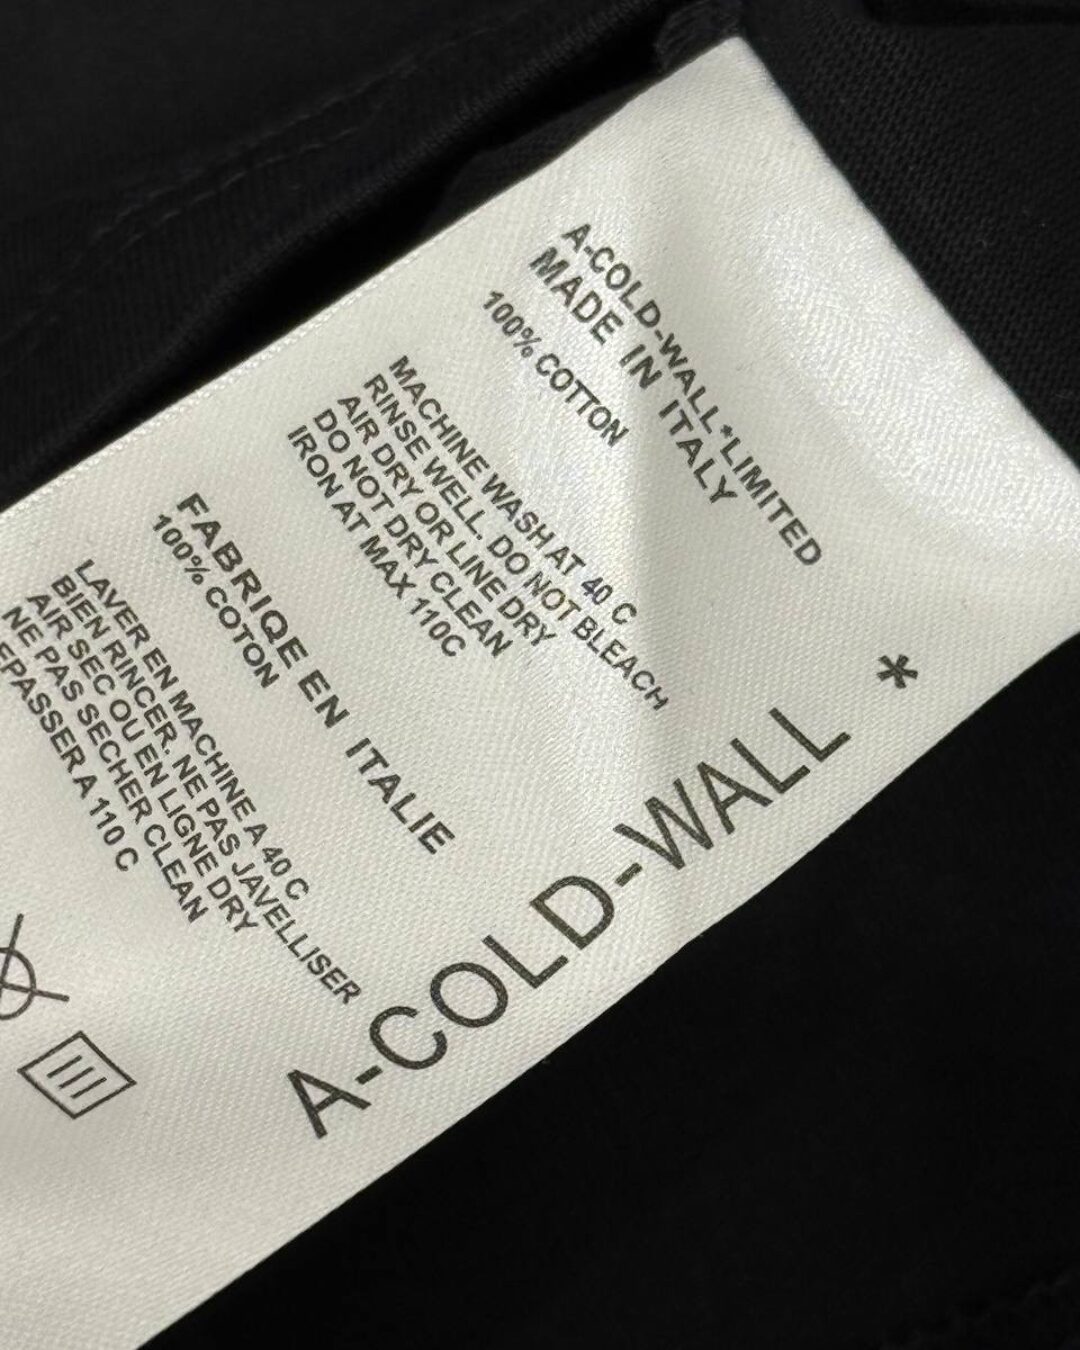 A-COLD-WALL*LIMITED
MADE IN ITALY
100% COTTON
MACHINE WASH AT 40 C
RINSE WELL. DO NOT BLEACH
AIR DRY OR LINE DRY
DO NOT DRY CLEAN
IRON AT MAX 110C
FABRIQE EN ITALIE
100% COTON
LAVER EN MACHINE A 40 C
BIEN RINCER. NE PAS JAVELLISER
AIR SEC OU EN LIGNE DRY
NE PAS SECHER CLEAN
EPASSER A 110 C
A-COLD-WALL *